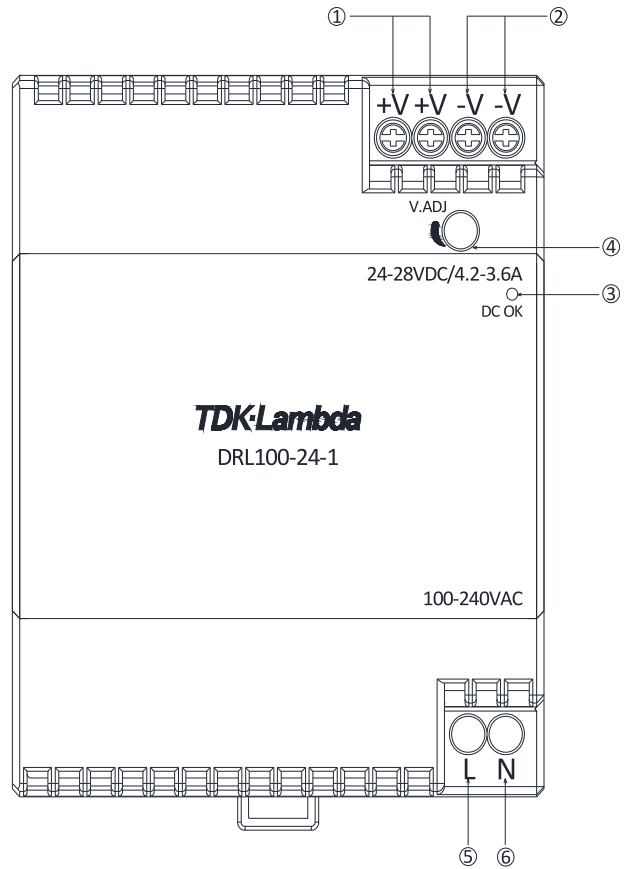 ① ②
+V +V -V -V
V.ADJ
④
24-28VDC/4.2-3.6A
③
DC OK
TDK·Lambda
DRL100-24-1
100-240VAC
L N
⑤ ⑥